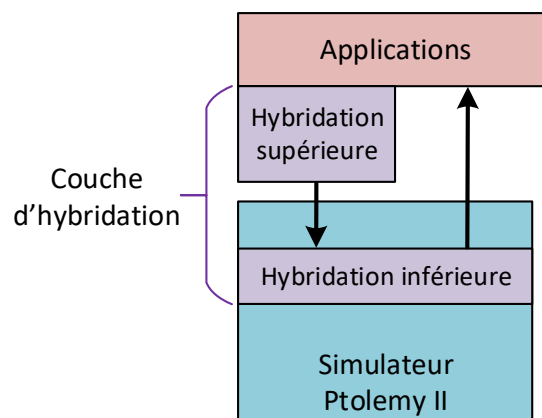 Applications
Hybridation
supérieure
Couche
d'hybridation
Hybridation inférieure
Simulateur
Ptolemy II